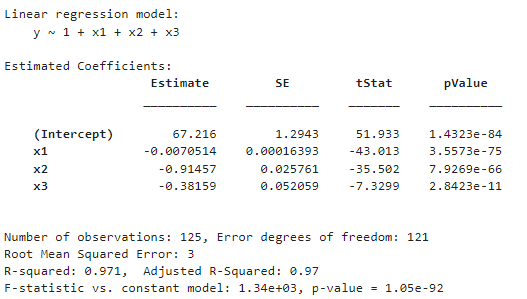 Linear regression model:
y ~ 1 + x1 + x2 + x3
Estimated Coefficients:
Estimate SE tStat pValue
(Intercept) 67.216 1.2943 51.933 1.4323e-84
x1 -0.0070514 0.00016393 -43.013 3.5573e-75
x2 -0.91457 0.025761 -35.502 7.9269e-66
x3 -0.38159 0.052059 -7.3299 2.8423e-11
Number of observations: 125, Error degrees of freedom: 121
Root Mean Squared Error: 3
R-squared: 0.971, Adjusted R-Squared: 0.97
F-statistic vs. constant model: 1.34e+03, p-value = 1.05e-92